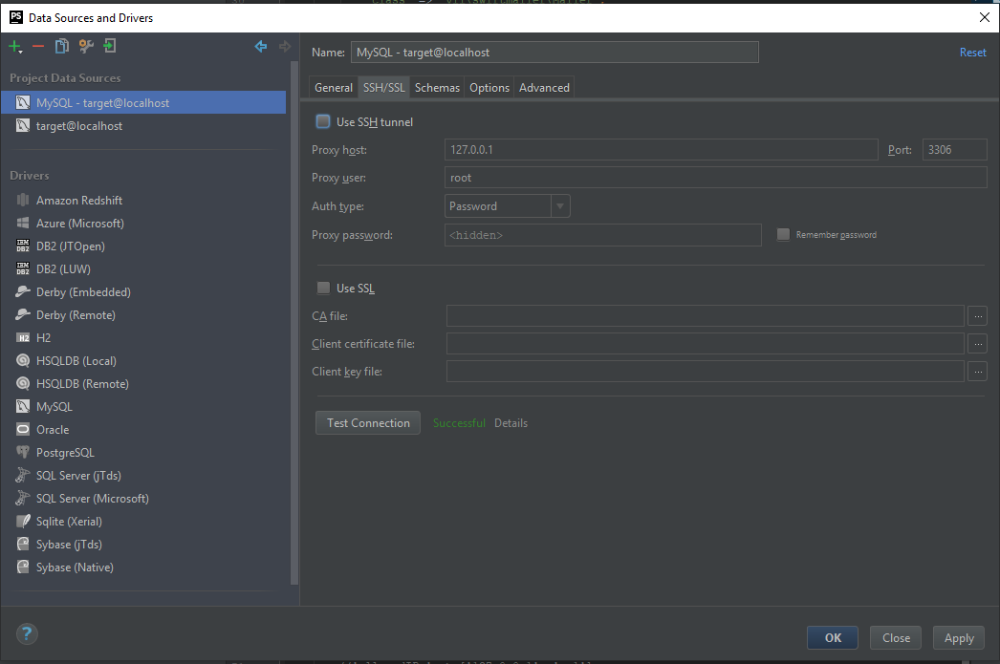 PS Data Sources and Drivers
Name: MySQL - target@localhost Reset
Project Data Sources
MySQL - target@localhost
target@localhost
Drivers
Amazon Redshift
Azure (Microsoft)
IBM DB2 DB2 (JTOpen)
IBM DB2 DB2 (LUW)
Derby (Embedded)
Derby (Remote)
H2 H2
HSQLDB (Local)
HSQLDB (Remote)
MySQL
Oracle
PostgreSQL
SQL Server (jTds)
SQL Server (Microsoft)
Sqlite (Xerial)
Sybase (jTds)
Sybase (Native)
General SSH/SSL Schemas Options Advanced
Use SSH tunnel
Proxy host: 127.0.0.1 Port: 3306
Proxy user: root
Auth type: Password
Proxy password: <hidden> Remember password
Use SSL
CA file: ...
Client certificate file: ...
Client key file: ...
Test Connection Successful Details
? OK Close Apply